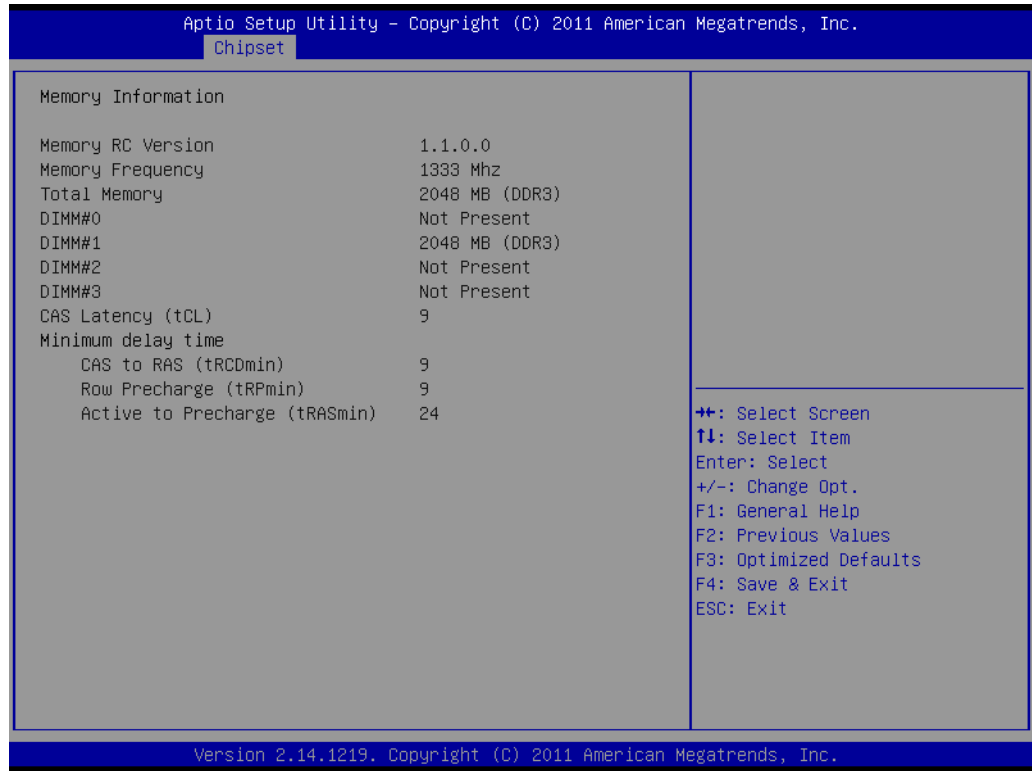 Aptio Setup Utility – Copyright (C) 2011 American Megatrends, Inc.
Chipset
Memory Information
Memory RC Version 1.1.0.0
Memory Frequency 1333 Mhz
Total Memory 2048 MB (DDR3)
DIMM#0 Not Present
DIMM#1 2048 MB (DDR3)
DIMM#2 Not Present
DIMM#3 Not Present
CAS Latency (tCL) 9
Minimum delay time
CAS to RAS (tRCDmin) 9
Row Precharge (tRPmin) 9
Active to Precharge (tRASmin) 24
→←: Select Screen
↑↓: Select Item
Enter: Select
+/-: Change Opt.
F1: General Help
F2: Previous Values
F3: Optimized Defaults
F4: Save & Exit
ESC: Exit
Version 2.14.1219. Copyright (C) 2011 American Megatrends, Inc.